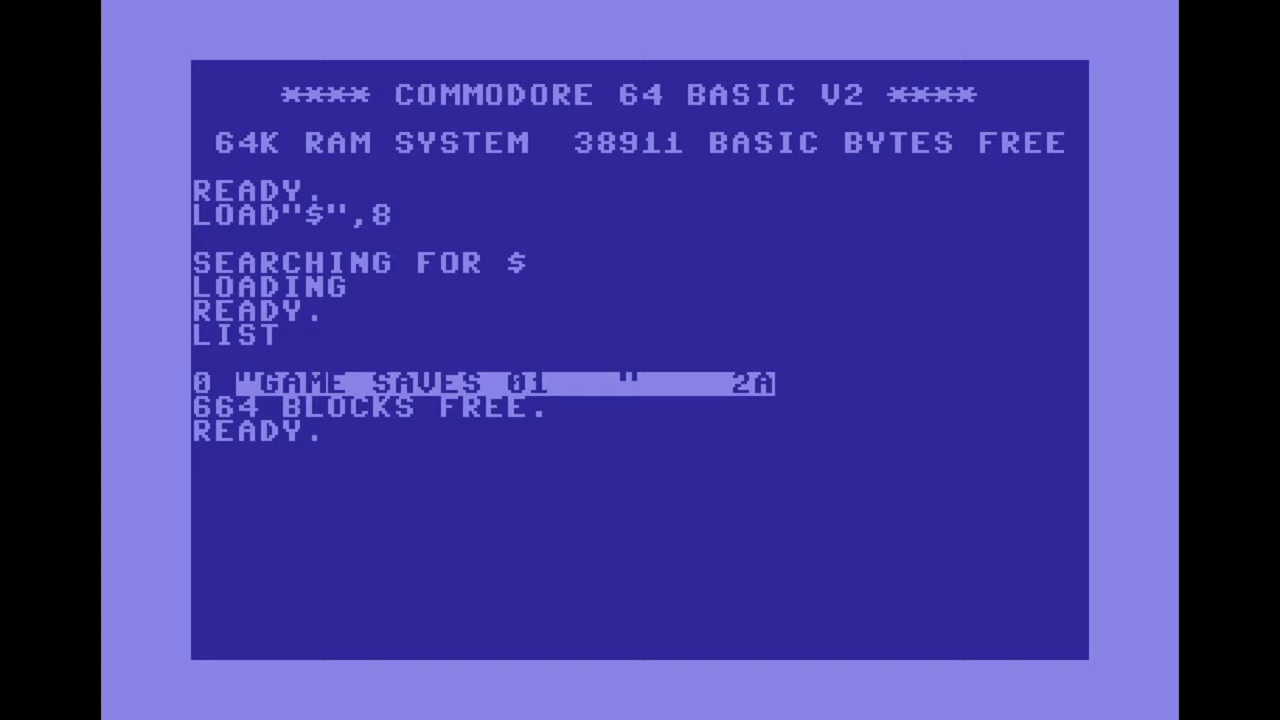 **** COMMODORE 64 BASIC V2 ****
64K RAM SYSTEM  38911 BASIC BYTES FREE
READY.
LOAD"$",8
SEARCHING FOR $
LOADING
READY.
LIST
0 "GAME SAVES 01   "     2A
664 BLOCKS FREE.
READY.